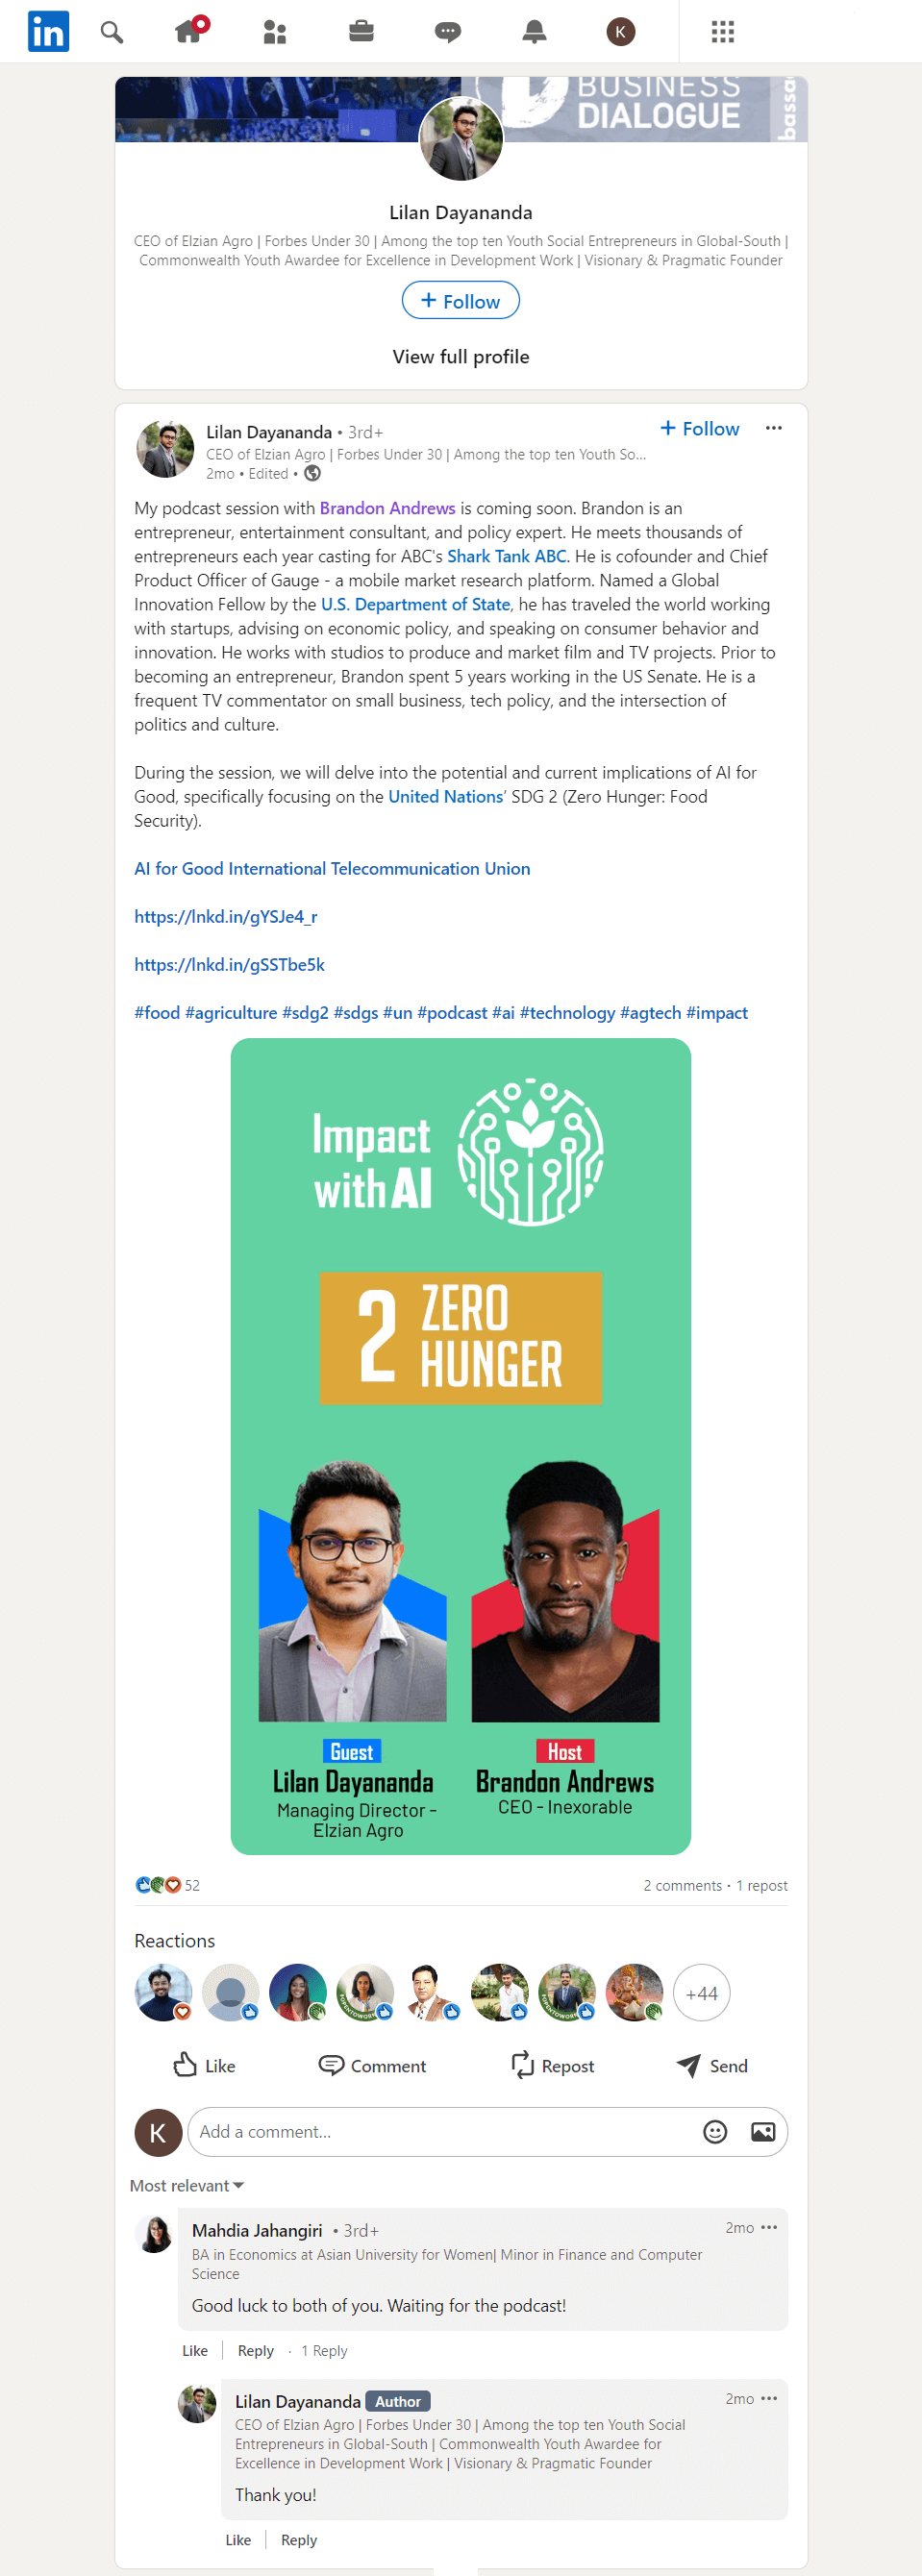 in
K
BUSINESS
DIALOGUE
bassa
Lilan Dayananda
CEO of Elzian Agro | Forbes Under 30 | Among the top ten Youth Social Entrepreneurs in Global-South |
Commonwealth Youth Awardee for Excellence in Development Work | Visionary & Pragmatic Founder
+ Follow
View full profile
Lilan Dayananda • 3rd+
+ Follow
CEO of Elzian Agro | Forbes Under 30 | Among the top ten Youth So...
2mo • Edited •
My podcast session with Brandon Andrews is coming soon. Brandon is an
entrepreneur, entertainment consultant, and policy expert. He meets thousands of
entrepreneurs each year casting for ABC's Shark Tank ABC. He is cofounder and Chief
Product Officer of Gauge - a mobile market research platform. Named a Global
Innovation Fellow by the U.S. Department of State, he has traveled the world working
with startups, advising on economic policy, and speaking on consumer behavior and
innovation. He works with studios to produce and market film and TV projects. Prior to
becoming an entrepreneur, Brandon spent 5 years working in the US Senate. He is a
frequent TV commentator on small business, tech policy, and the intersection of
politics and culture.
During the session, we will delve into the potential and current implications of AI for
Good, specifically focusing on the United Nations' SDG 2 (Zero Hunger: Food
Security).
AI for Good International Telecommunication Union
https://lnkd.in/gYSJe4_r
https://lnkd.in/gSSTbe5k
#food #agriculture #sdg2 #sdgs #un #podcast #ai #technology #agtech #impact
Impact
with AI
2 ZERO
HUNGER
Guest
Lilan Dayananda
Managing Director -
Elzian Agro
Host
Brandon Andrews
CEO - Inexorable
52
2 comments • 1 repost
Reactions
+44
Like
Comment
Repost
Send
K
Add a comment...
Most relevant
Mahdia Jahangiri • 3rd+
2mo
BA in Economics at Asian University for Women| Minor in Finance and Computer
Science
Good luck to both of you. Waiting for the podcast!
Like
Reply · 1 Reply
Lilan Dayananda Author
2mo
CEO of Elzian Agro | Forbes Under 30 | Among the top ten Youth Social
Entrepreneurs in Global-South | Commonwealth Youth Awardee for
Excellence in Development Work | Visionary & Pragmatic Founder
Thank you!
Like
Reply